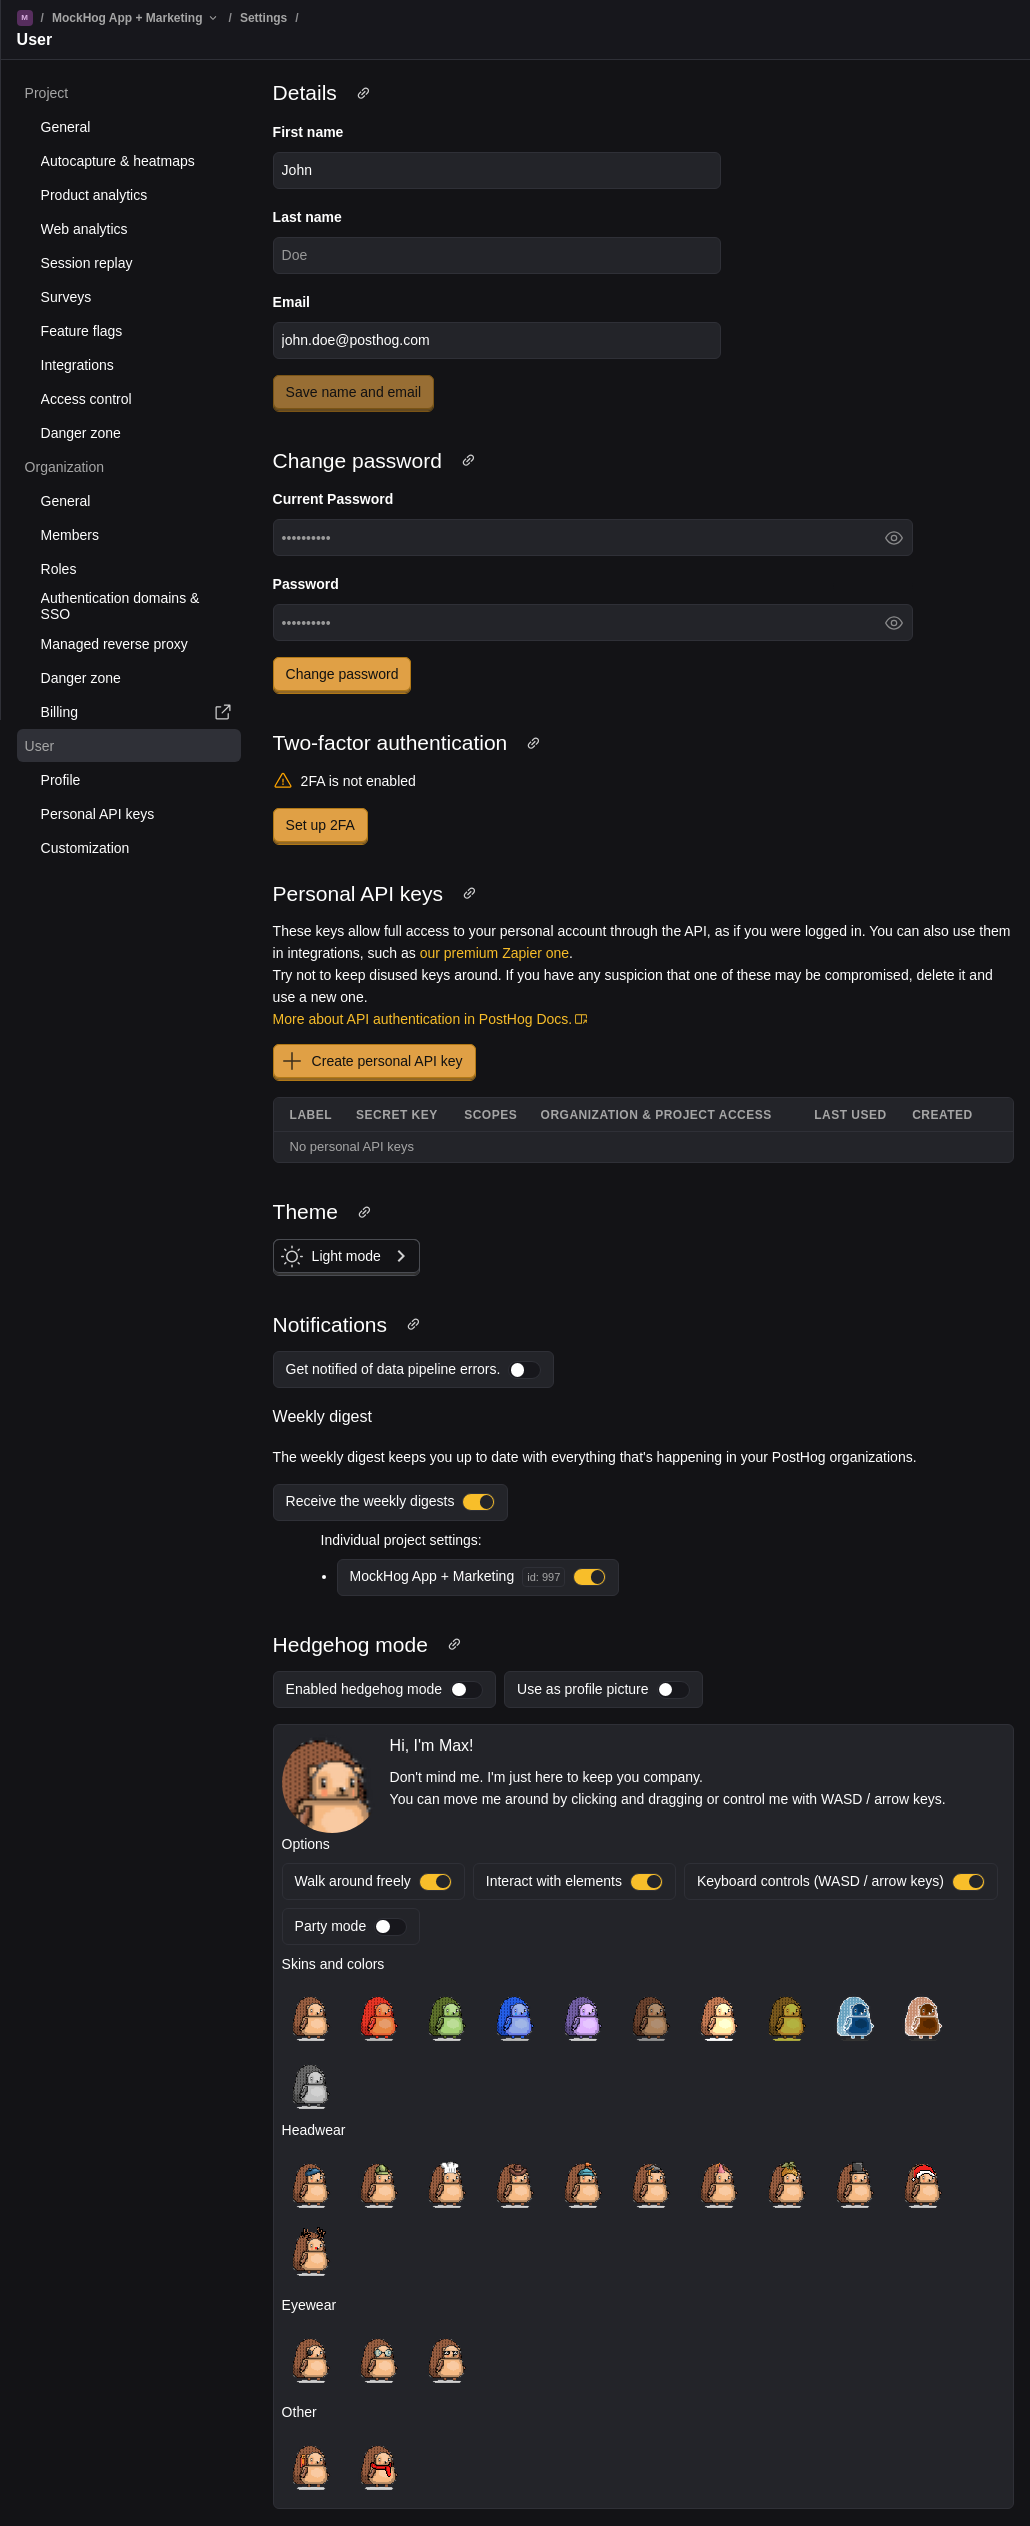 M / MockHog App + Marketing / Settings /
User
Project
General
Autocapture & heatmaps
Product analytics
Web analytics
Session replay
Surveys
Feature flags
Integrations
Access control
Danger zone
Organization
General
Members
Roles
Authentication domains &
SSO
Managed reverse proxy
Danger zone
Billing
User
Profile
Personal API keys
Customization
Details
First name
John
Last name
Doe
Email
john.doe@posthog.com
Save name and email
Change password
Current Password
••••••••••
Password
••••••••••
Change password
Two-factor authentication
2FA is not enabled
Set up 2FA
Personal API keys
These keys allow full access to your personal account through the API, as if you were logged in. You can also use them
in integrations, such as our premium Zapier one.
Try not to keep disused keys around. If you have any suspicion that one of these may be compromised, delete it and
use a new one.
More about API authentication in PostHog Docs.
Create personal API key
LABEL SECRET KEY SCOPES ORGANIZATION & PROJECT ACCESS LAST USED CREATED
No personal API keys
Theme
Light mode
Notifications
Get notified of data pipeline errors.
Weekly digest
The weekly digest keeps you up to date with everything that's happening in your PostHog organizations.
Receive the weekly digests
Individual project settings:
• MockHog App + Marketing id: 997
Hedgehog mode
Enabled hedgehog mode Use as profile picture
Hi, I'm Max!
Don't mind me. I'm just here to keep you company.
You can move me around by clicking and dragging or control me with WASD / arrow keys.
Options
Walk around freely Interact with elements Keyboard controls (WASD / arrow keys)
Party mode
Skins and colors
Headwear
Eyewear
Other